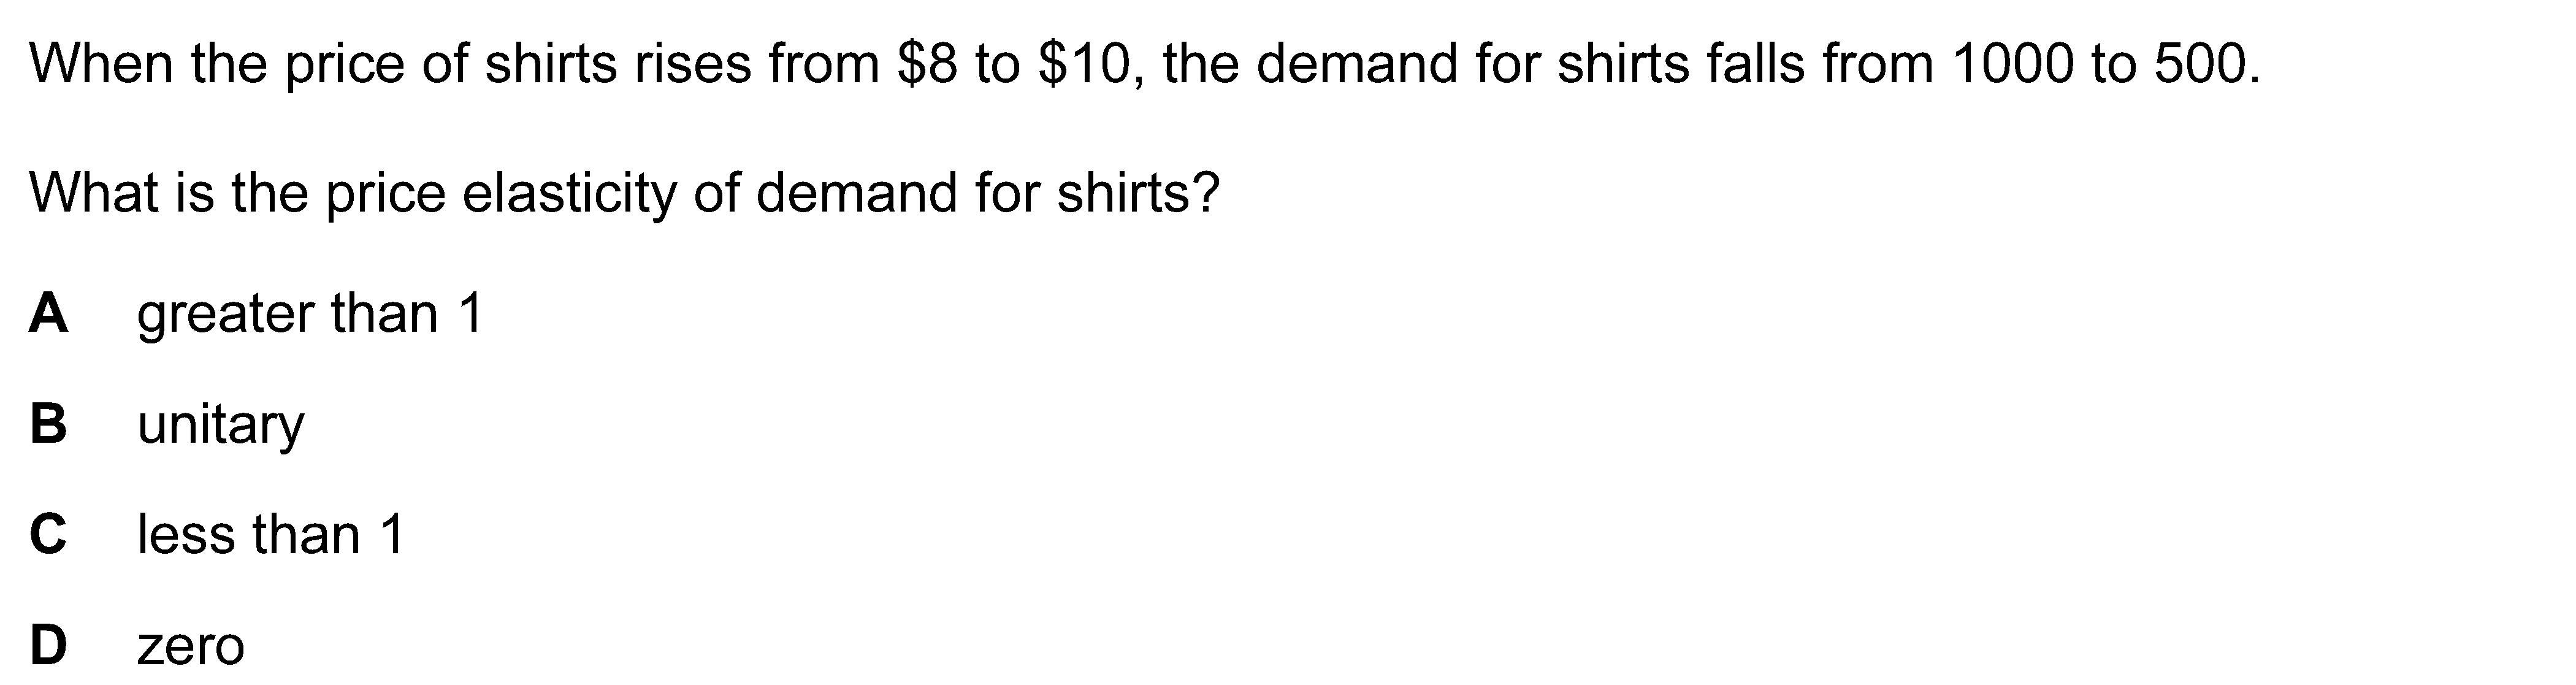 When the price of shirts rises from $8 to $10, the demand for shirts falls from 1000 to 500.
What is the price elasticity of demand for shirts?
A greater than 1
B unitary
C less than 1
D zero